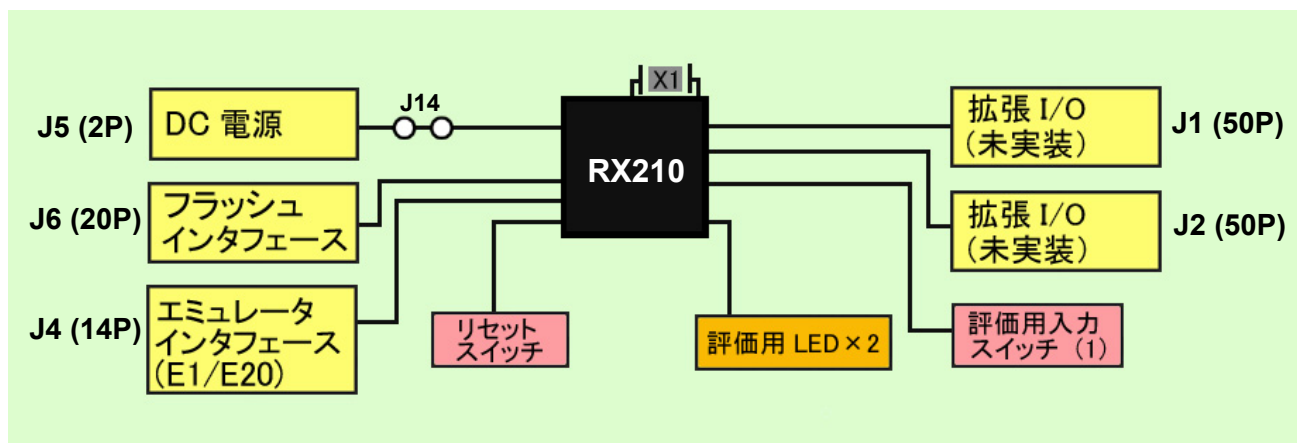 X1
J5 (2P)
DC 電源
J14
RX210
拡張 I/O
(未実装)
J1 (50P)
J6 (20P)
フラッシュ
インタフェース
拡張 I/O
(未実装)
J2 (50P)
J4 (14P)
エミュレータ
インタフェース
(E1/E20)
リセット
スイッチ
評価用 LED×2
評価用入力
スイッチ (1)